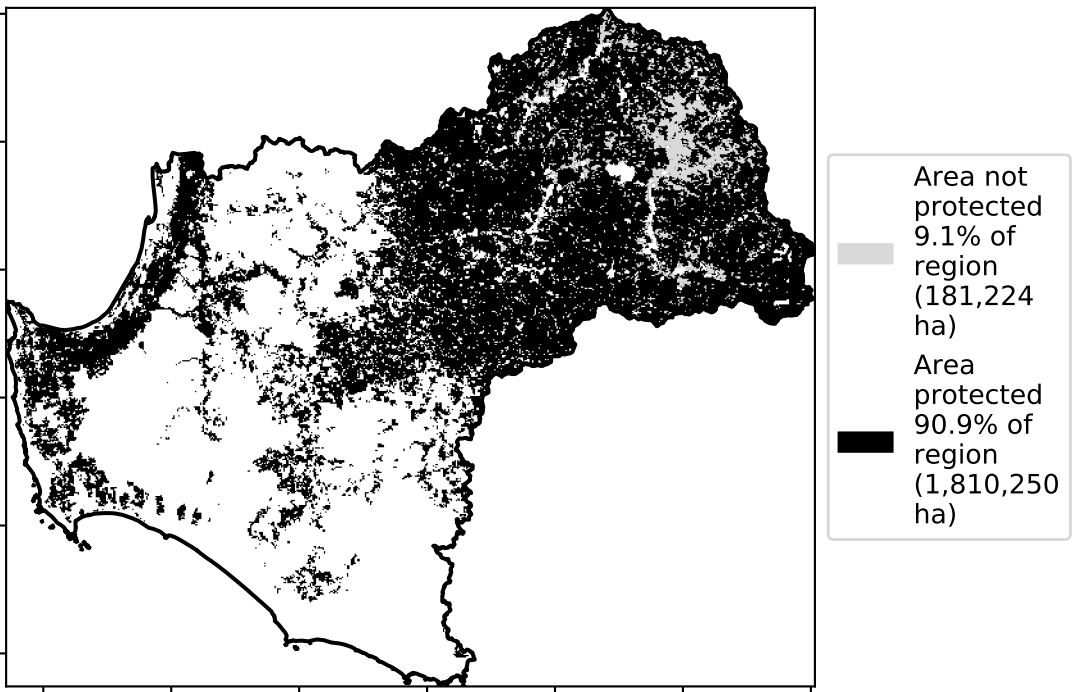 Area not
protected
9.1% of
region
(181,224
ha)
Area
protected
90.9% of
region
(1,810,250
ha)